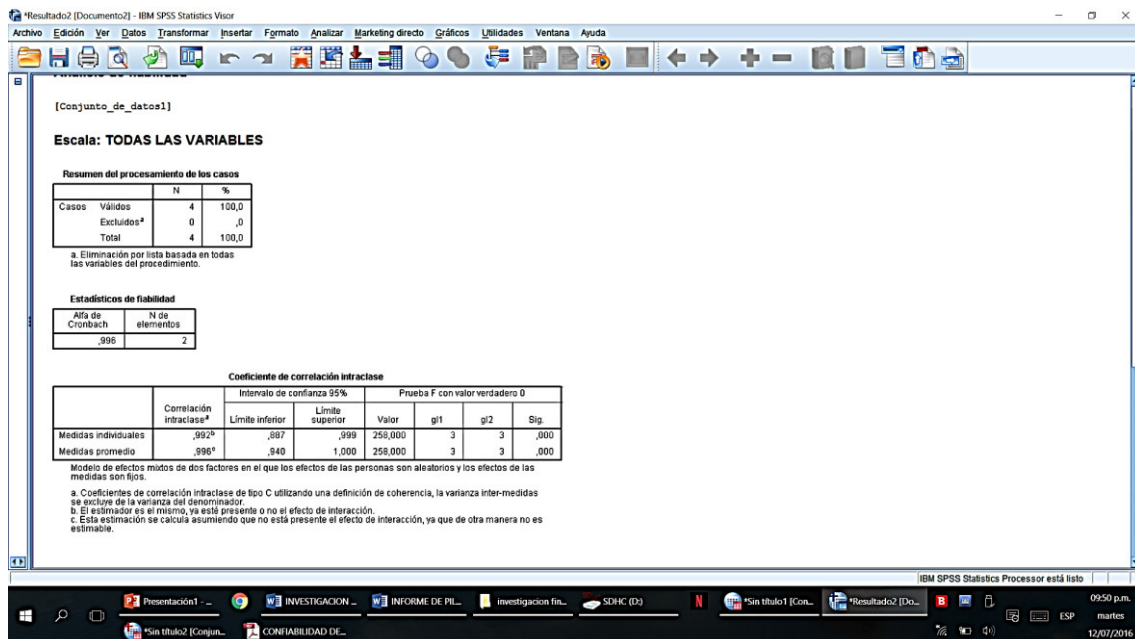 *Resultado2 [Documento2] - IBM SPSS Statistics Visor
Archivo Edición Ver Datos Transformar Insertar Formato Analizar Marketing directo Gráficos Utilidades Ventana Ayuda
[Conjunto_de_datos1]
Escala: TODAS LAS VARIABLES
Resumen del procesamiento de los casos
N %
Casos Válidos 4 100,0
Excluidosª 0 ,0
Total 4 100,0
a. Eliminación por lista basada en todas
las variables del procedimiento.
Estadísticos de fiabilidad
Alfa de Cronbach N de elementos
,996 2
Coeficiente de correlación intraclase
Intervalo de confianza 95% Prueba F con valor verdadero 0
Correlación intraclaseª Límite inferior Límite superior Valor gl1 gl2 Sig.
Medidas individuales ,992ᵇ ,887 ,999 258,000 3 3 ,000
Medidas promedio ,996ᶜ ,940 1,000 258,000 3 3 ,000
Modelo de efectos mixtos de dos factores en el que los efectos de las personas son aleatorios y los efectos de las
medidas son fijos.
a. Coeficientes de correlación intraclase de tipo C utilizando una definición de coherencia, la varianza inter-medidas
se excluye de la varianza del denominador.
b. El estimador es el mismo, ya esté presente o no el efecto de interacción.
c. Esta estimación se calcula asumiendo que no está presente el efecto de interacción, ya que de otra manera no es
estimable.
IBM SPSS Statistics Processor está listo
Presentación1 - ... INVESTIGACION ... INFORME DE PIL... investigacion fin... SDHC (D:) *Sin título1 [Con... *Resultado2 [Do... 09:50 p.m.
ESP martes
*Sin título2 [Conjun... CONFIABILIDAD DE... 12/07/2016